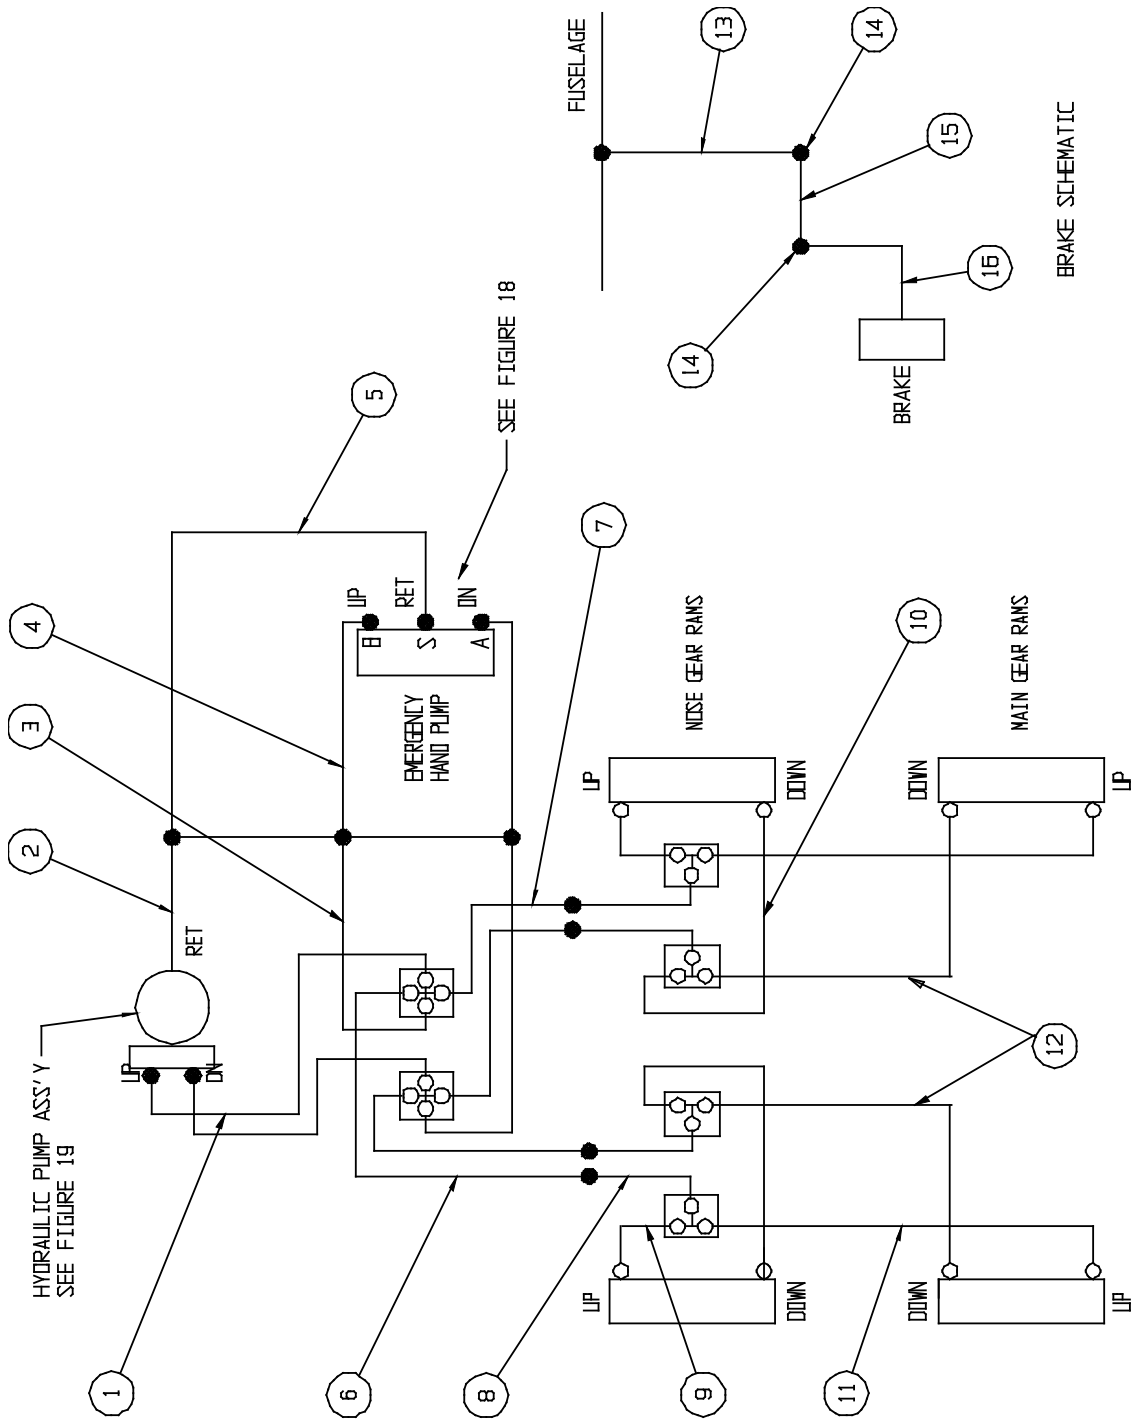 HYDRAULIC PUMP ASS'Y
SEE FIGURE 19
UP
DN
RET
1
2
3
4
5
EMERGENCY
HAND PUMP
B
S
A
UP
RET
DN
SEE FIGURE 18
6
7
8
9
10
11
12
UP
DOWN
UP
DOWN
NOSE GEAR RAMS
DOWN
UP
DOWN
UP
MAIN GEAR RAMS
FUSELAGE
13
14
15
14
16
BRAKE
BRAKE SCHEMATIC